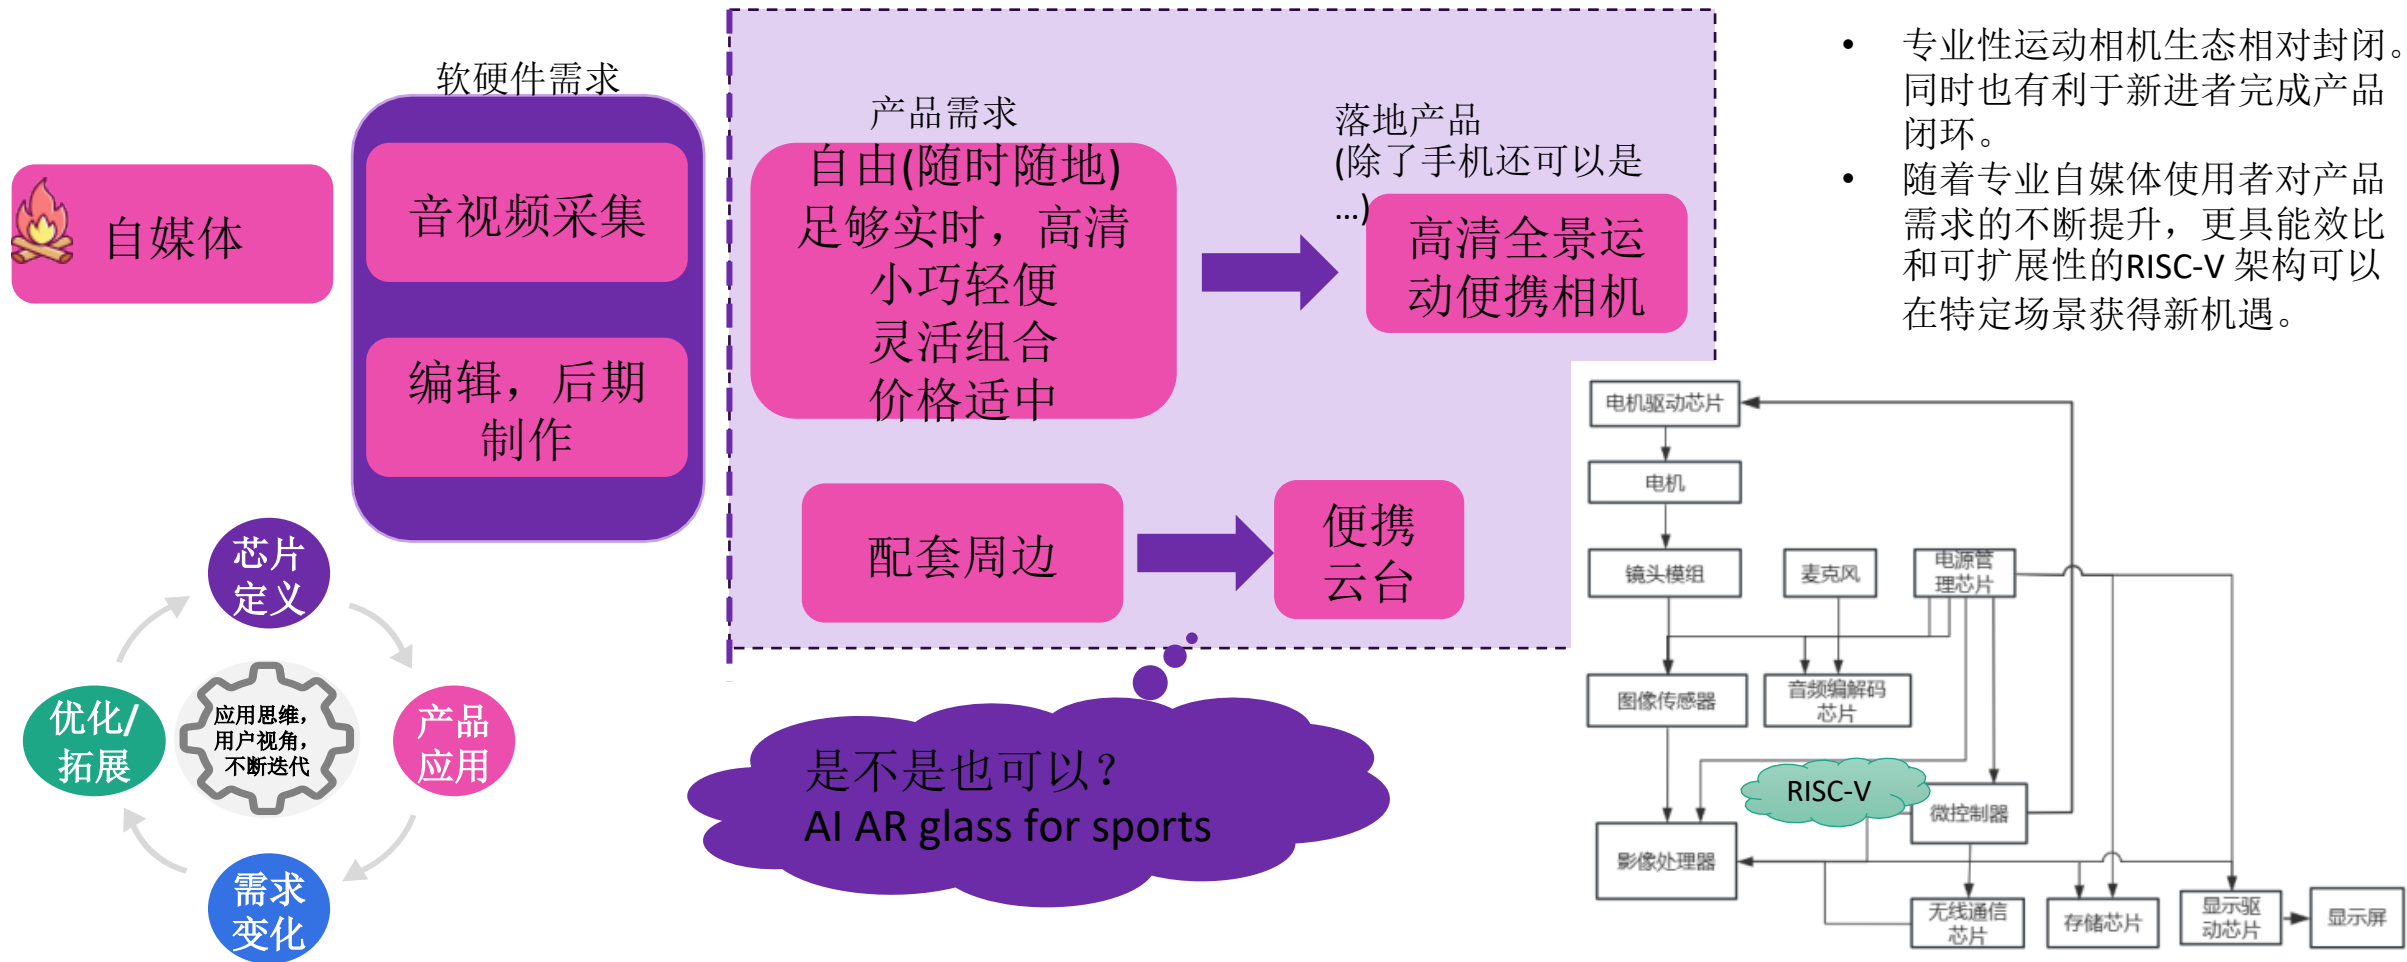 自媒体
软硬件需求
音视频采集
编辑，后期
制作
产品需求
自由(随时随地)
足够实时，高清
小巧轻便
灵活组合
价格适中
落地产品
(除了手机还可以是
…)
高清全景运
动便携相机
配套周边
便携
云台
是不是也可以？
AI AR glass for sports
• 专业性运动相机生态相对封闭。
同时也有利于新进者完成产品
闭环。
• 随着专业自媒体使用者对产品
需求的不断提升，更具能效比
和可扩展性的RISC-V 架构可以
在特定场景获得新机遇。
芯片
定义
产品
应用
需求
变化
优化/
拓展
应用思维，
用户视角，
不断迭代
电机驱动芯片
电机
镜头模组
麦克风
电源管
理芯片
图像传感器
音频编解码
芯片
RISC-V
微控制器
影像处理器
无线通信
芯片
存储芯片
显示驱
动芯片
显示屏